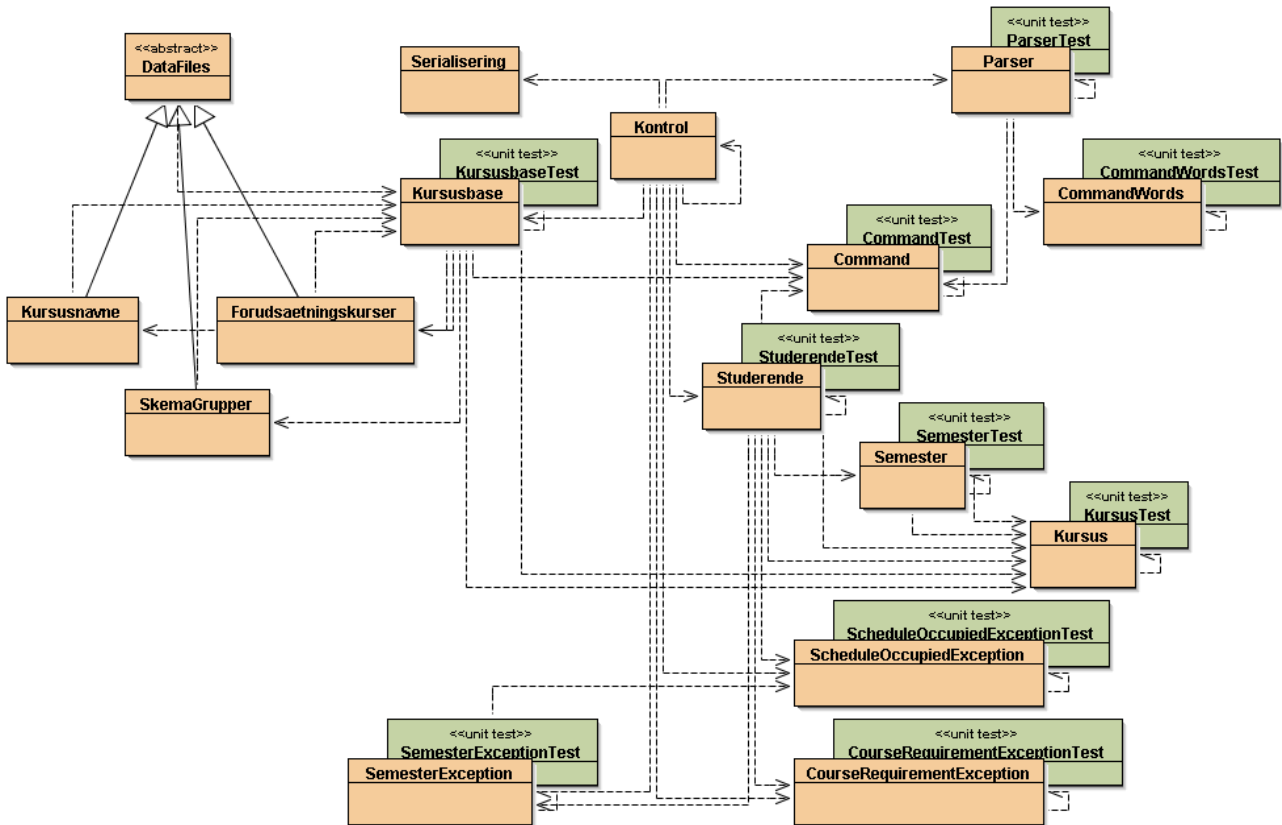 <<unit test>>
ParserTest
Parser
<<abstract>>
DataFiles
Serialisering
Kontrol
<<unit test>>
KursusbaseTest
Kursusbase
<<unit test>>
CommandWordsTest
CommandWords
<<unit test>>
CommandTest
Command
Kursusnavne
Forudsaetningskurser
<<unit test>>
StuderendeTest
Studerende
SkemaGrupper
<<unit test>>
SemesterTest
Semester
<<unit test>>
KursusTest
Kursus
<<unit test>>
ScheduleOccupiedExceptionTest
ScheduleOccupiedException
<<unit test>>
SemesterExceptionTest
SemesterException
<<unit test>>
CourseRequirementExceptionTest
CourseRequirementException